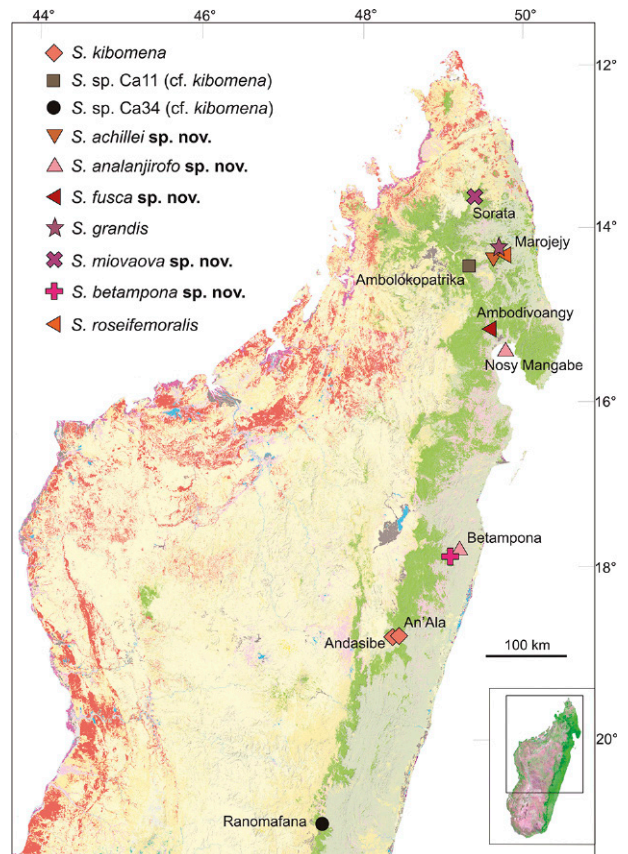 44°
46°
48°
50°
S. kibomena
S. sp. Ca11 (cf. kibomena)
S. sp. Ca34 (cf. kibomena)
S. achillei sp. nov.
S. analanjirofo sp. nov.
S. fusca sp. nov.
S. grandis
S. miovaova sp. nov.
S. betampona sp. nov.
S. roseifemoralis
12°
Sorata
14°
Marojejy
Ambolokopatrika
Ambodivoangy
Nosy Mangabe
16°
Betampona
18°
An'Ala
Andasibe
100 km
20°
Ranomafana